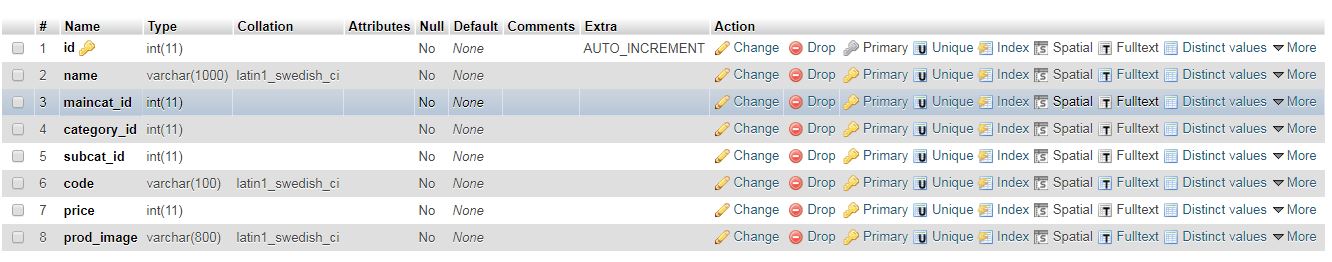 # Name Type Collation Attributes Null Default Comments Extra Action
1 id int(11) No None AUTO_INCREMENT Change Drop Primary U Unique Index S Spatial T Fulltext Distinct values More
2 name varchar(1000) latin1_swedish_ci No None Change Drop Primary U Unique Index S Spatial T Fulltext Distinct values More
3 maincat_id int(11) No None Change Drop Primary U Unique Index S Spatial T Fulltext Distinct values More
4 category_id int(11) No None Change Drop Primary U Unique Index S Spatial T Fulltext Distinct values More
5 subcat_id int(11) No None Change Drop Primary U Unique Index S Spatial T Fulltext Distinct values More
6 code varchar(100) latin1_swedish_ci No None Change Drop Primary U Unique Index S Spatial T Fulltext Distinct values More
7 price int(11) No None Change Drop Primary U Unique Index S Spatial T Fulltext Distinct values More
8 prod_image varchar(800) latin1_swedish_ci No None Change Drop Primary U Unique Index S Spatial T Fulltext Distinct values More